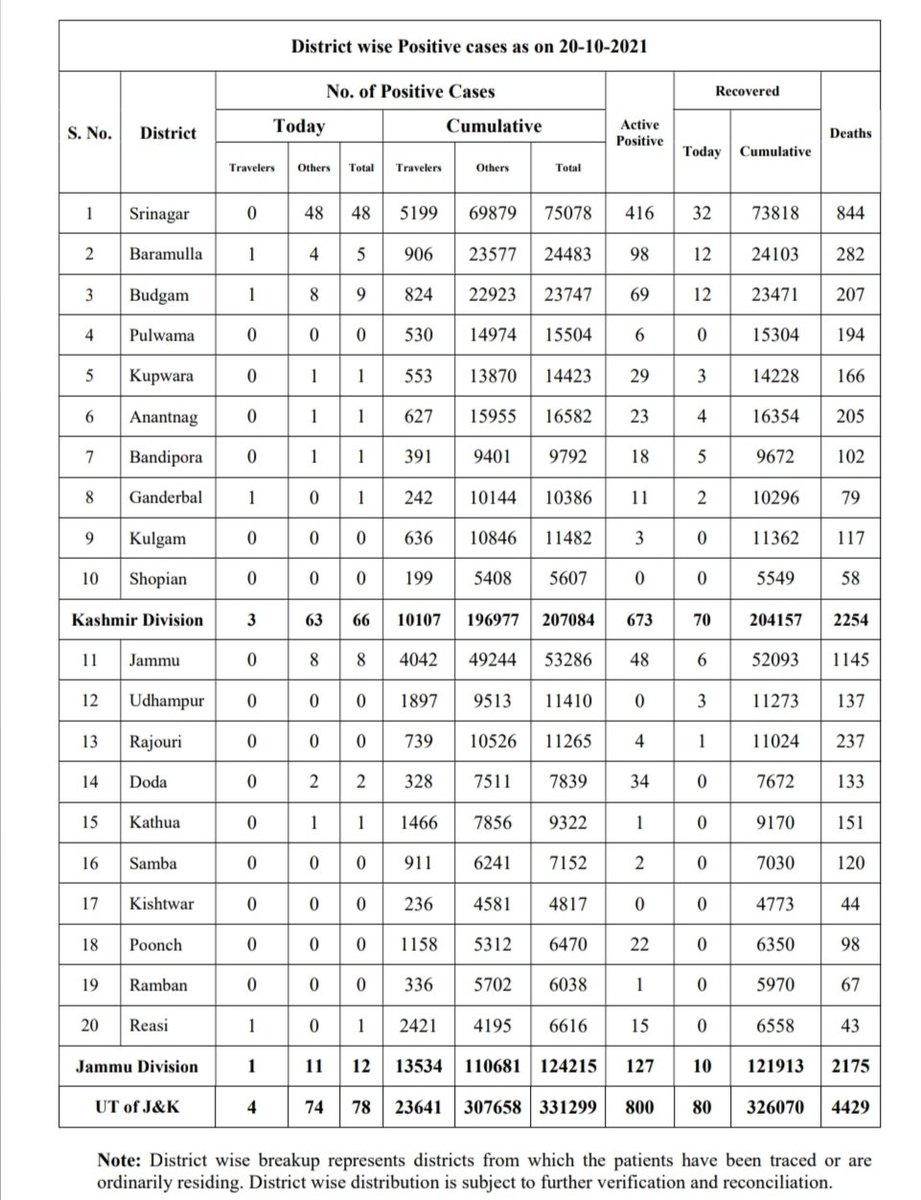 District wise Positive cases as on 20-10-2021
S. No. District No. of Positive Cases Active Positive Recovered Deaths
Today Cumulative Today Cumulative
Travelers Others Total Travelers Others Total
1 Srinagar 0 48 48 5199 69879 75078 416 32 73818 844
2 Baramulla 1 4 5 906 23577 24483 98 12 24103 282
3 Budgam 1 8 9 824 22923 23747 69 12 23471 207
4 Pulwama 0 0 0 530 14974 15504 6 0 15304 194
5 Kupwara 0 1 1 553 13870 14423 29 3 14228 166
6 Anantnag 0 1 1 627 15955 16582 23 4 16354 205
7 Bandipora 0 1 1 391 9401 9792 18 5 9672 102
8 Ganderbal 1 0 1 242 10144 10386 11 2 10296 79
9 Kulgam 0 0 0 636 10846 11482 3 0 11362 117
10 Shopian 0 0 0 199 5408 5607 0 0 5549 58
Kashmir Division 3 63 66 10107 196977 207084 673 70 204157 2254
11 Jammu 0 8 8 4042 49244 53286 48 6 52093 1145
12 Udhampur 0 0 0 1897 9513 11410 0 3 11273 137
13 Rajouri 0 0 0 739 10526 11265 4 1 11024 237
14 Doda 0 2 2 328 7511 7839 34 0 7672 133
15 Kathua 0 1 1 1466 7856 9322 1 0 9170 151
16 Samba 0 0 0 911 6241 7152 2 0 7030 120
17 Kishtwar 0 0 0 236 4581 4817 0 0 4773 44
18 Poonch 0 0 0 1158 5312 6470 22 0 6350 98
19 Ramban 0 0 0 336 5702 6038 1 0 5970 67
20 Reasi 1 0 1 2421 4195 6616 15 0 6558 43
Jammu Division 1 11 12 13534 110681 124215 127 10 121913 2175
UT of J&K 4 74 78 23641 307658 331299 800 80 326070 4429
Note: District wise breakup represents districts from which the patients have been traced or are
ordinarily residing. District wise distribution is subject to further verification and reconciliation.